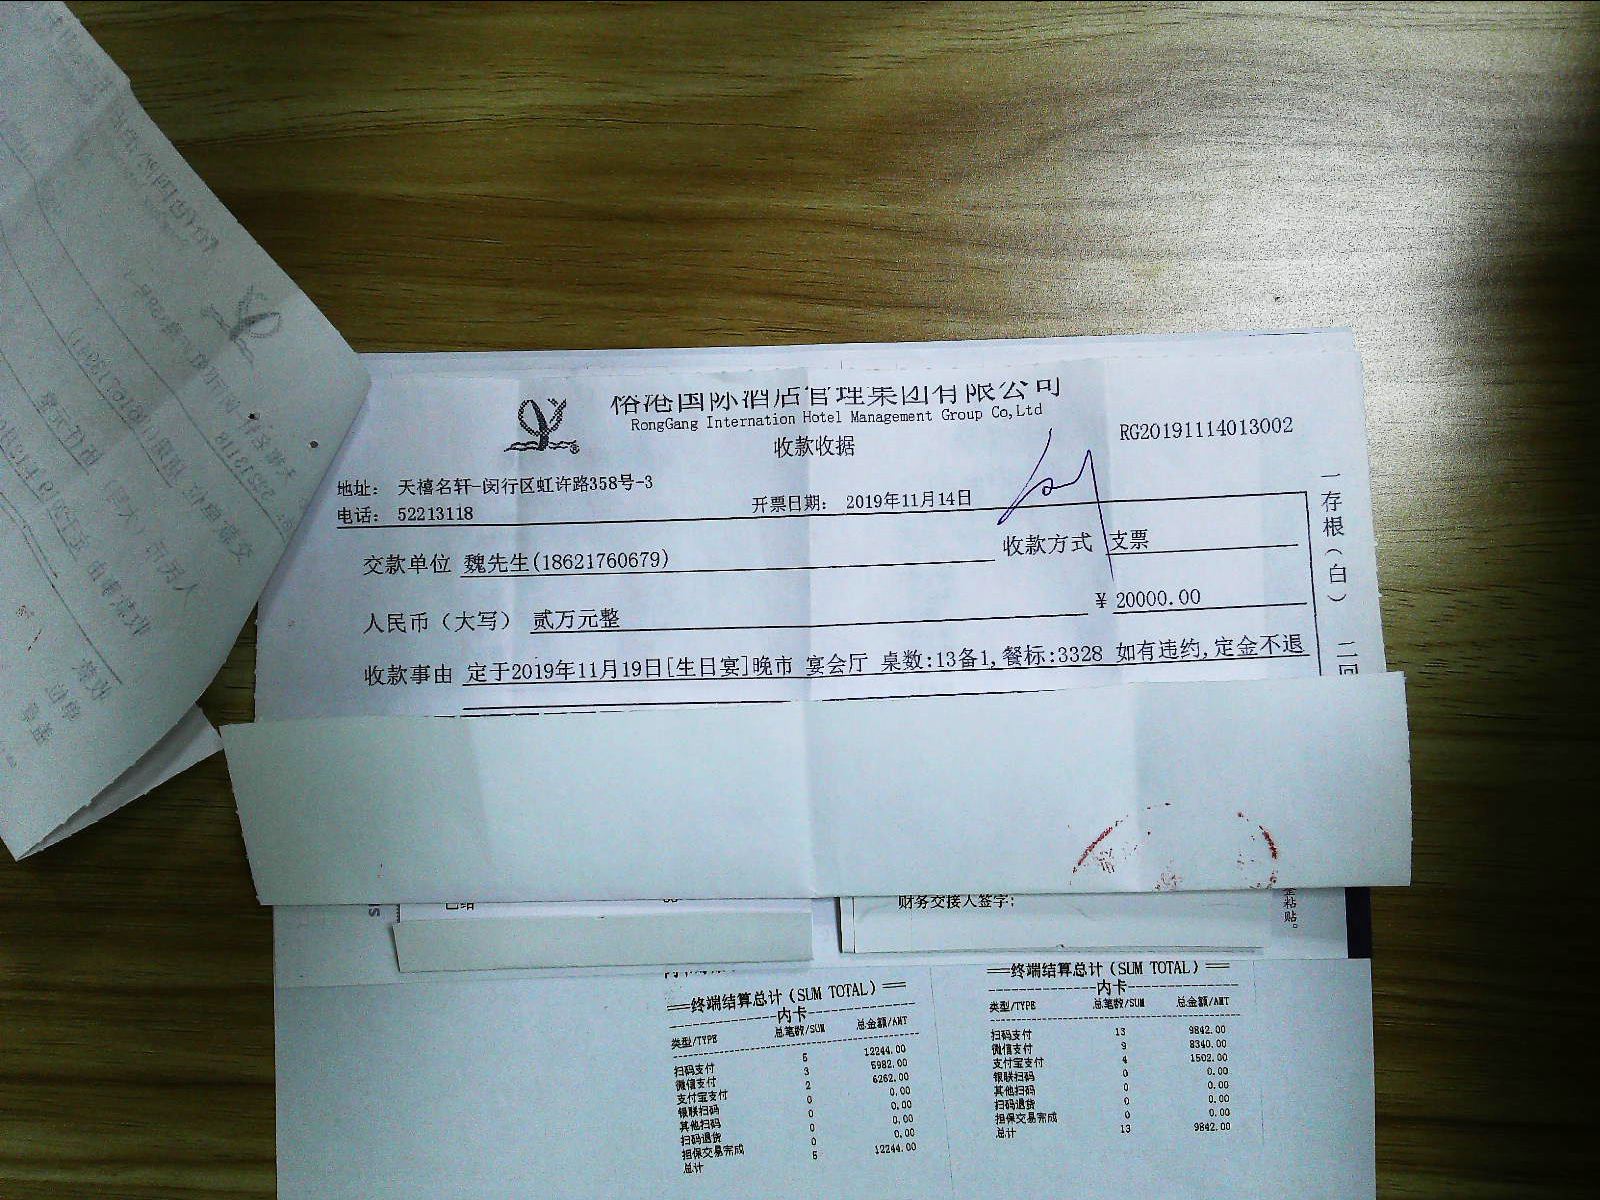 裕港国际酒店管理集团有限公司
RongGang Internation Hotel Management Group Co,Ltd
收款收据
RG20191114013002
地址： 天禧名轩-闵行区虹许路358号-3
电话： 52213118
开票日期： 2019年11月14日
交款单位 魏先生(18621760679)
收款方式 支票
人民币（大写） 贰万元整
¥ 20000.00
收款事由 定于2019年11月19日[生日宴]晚市 宴会厅 桌数:13备1,餐标:3328 如有违约,定金不退
一存根（白） 二回
财务交接人签字:
粘贴。
══终端结算总计(SUM TOTAL)══
内卡
类型/TYPE 总笔数/SUM 总金额/AMT
扫码支付 5 12244.00
微信支付 3 5982.00
支付宝支付 2 6262.00
银联扫码 0 0.00
其他扫码 0 0.00
扫码退货 0 0.00
担保交易完成 0 0.00
总计 5 12244.00
══终端结算总计(SUM TOTAL)══
内卡
类型/TYPE 总笔数/SUM 总金额/AMT
扫码支付 13 9842.00
微信支付 9 8340.00
支付宝支付 4 1502.00
银联扫码 0 0.00
其他扫码 0 0.00
扫码退货 0 0.00
担保交易完成 0 0.00
总计 13 9842.00